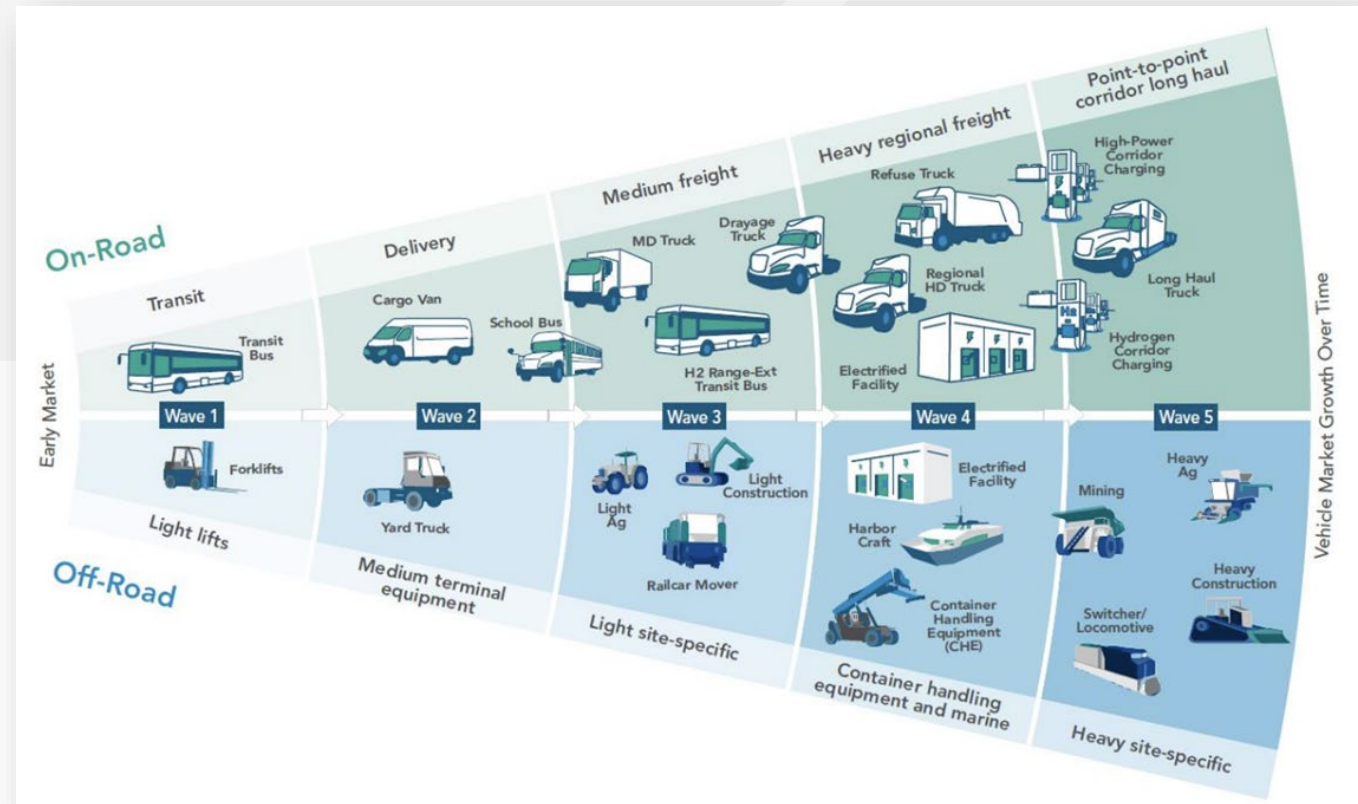 On-Road
Early Market
Transit
Transit
Bus
Delivery
Cargo Van
School Bus
Medium freight
MD Truck
Drayage
Truck
H2 Range-Ext
Transit Bus
Heavy regional freight
Refuse Truck
Regional
HD Truck
Electrified
Facility
Point-to-point
corridor long haul
High-Power
Corridor
Charging
Long Haul
Truck
H2
Hydrogen
Corridor
Charging
Wave 1
Wave 2
Wave 3
Wave 4
Wave 5
Vehicle Market Growth Over Time
Off-Road
Forklifts
Light lifts
Yard Truck
Medium terminal
equipment
Light
Ag
Light
Construction
Railcar Mover
Light site-specific
Electrified
Facility
Harbor
Craft
Container
Handling
Equipment
(CHE)
Container handling
equipment and marine
Mining
Heavy
Ag
Heavy
Construction
Switcher/
Locomotive
Heavy site-specific